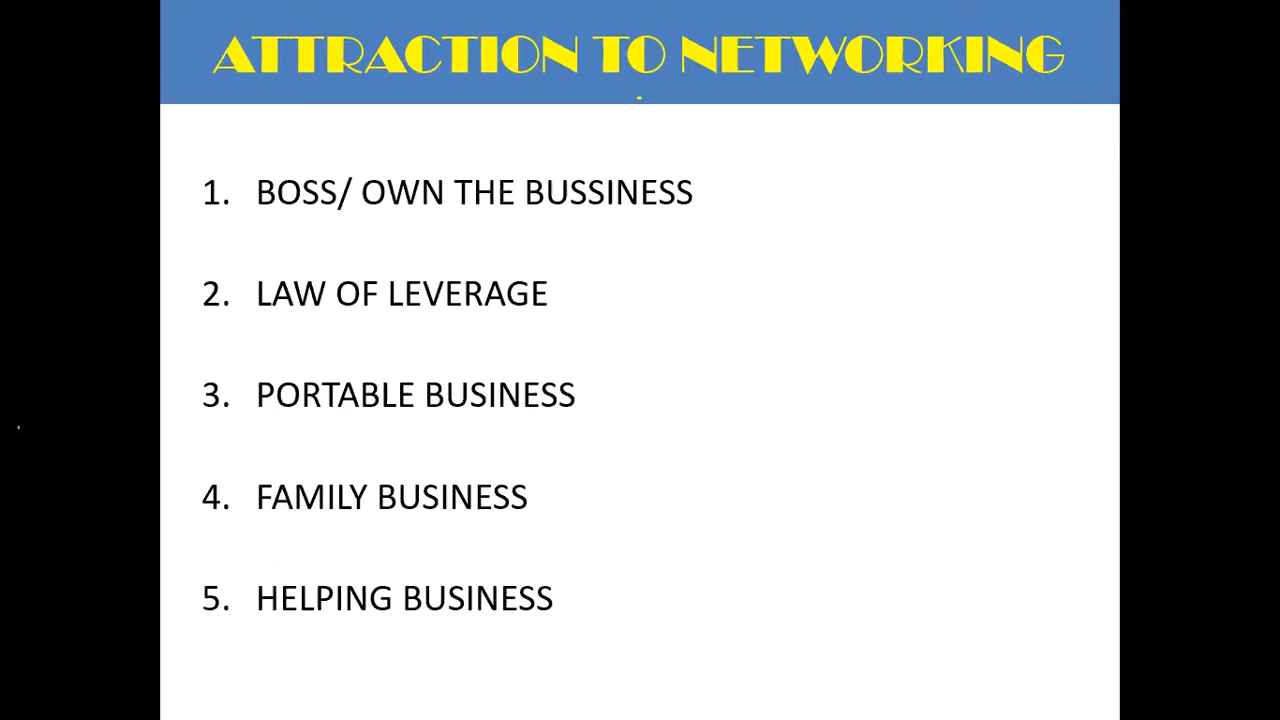 ATTRACTION TO NETWORKING
1. BOSS/ OWN THE BUSSINESS
2. LAW OF LEVERAGE
3. PORTABLE BUSINESS
4. FAMILY BUSINESS
5. HELPING BUSINESS